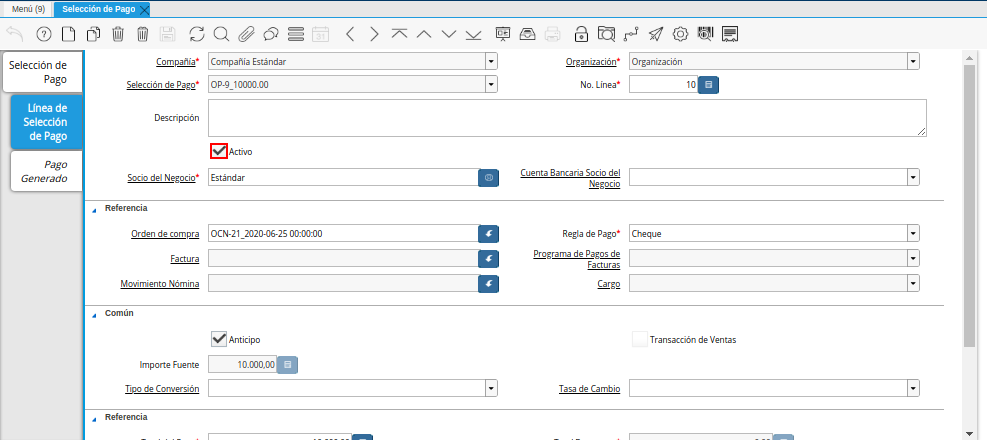 Menú (9) Selección de Pago
Selección de
Pago
Línea de
Selección
de Pago
Pago
Generado
Compañía* Compañía Estándar Organización* Organización
Selección de Pago* OP-9_10000.00 No. Línea* 10
Descripción
Activo
Socio del Negocio* Estándar Cuenta Bancaria Socio del
Negocio
Referencia
Orden de compra OCN-21_2020-06-25 00:00:00 Regla de Pago* Cheque
Factura Programa de Pagos de
Facturas
Movimiento Nómina Cargo
Común
Anticipo Transacción de Ventas
Importe Fuente 10.000,00
Tipo de Conversión Tasa de Cambio
Referencia